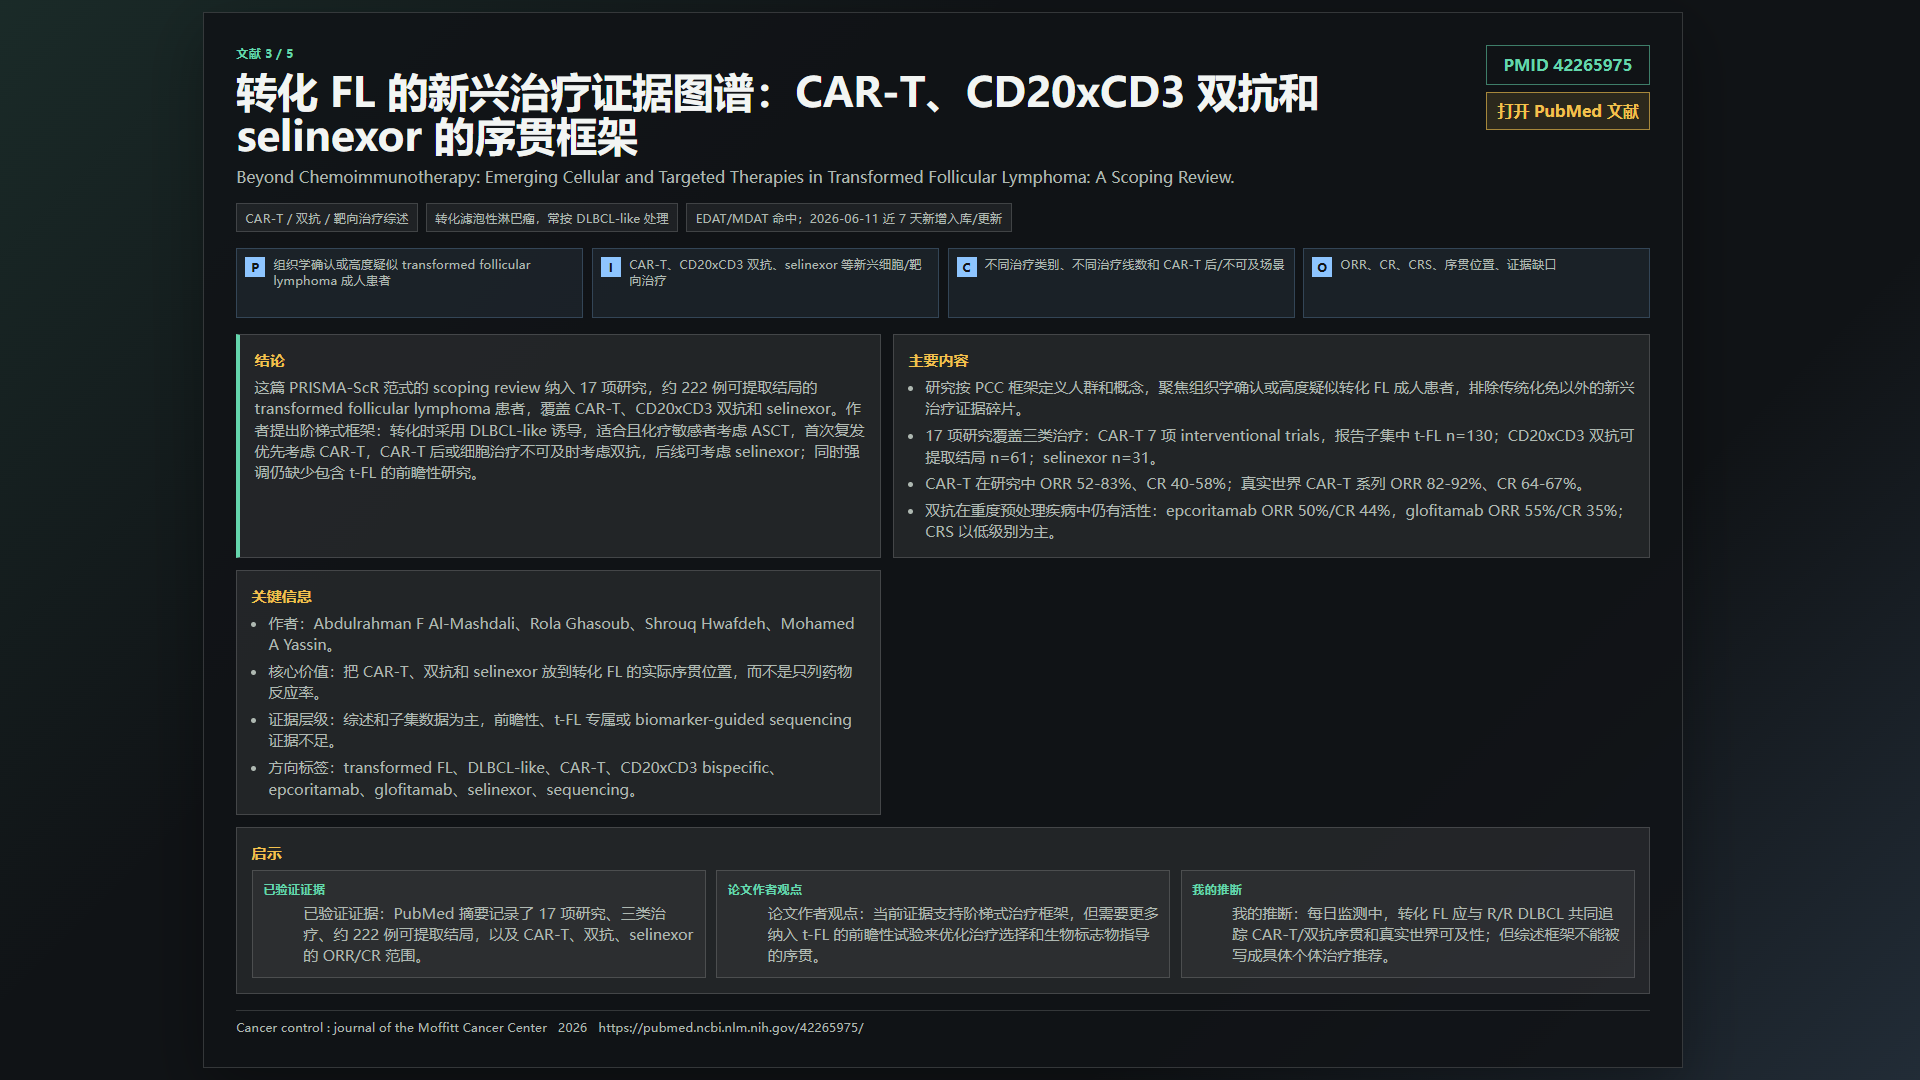 文献 3 / 5
转化 FL 的新兴治疗证据图谱：CAR-T、CD20xCD3 双抗和
selinexor 的序贯框架
Beyond Chemoimmunotherapy: Emerging Cellular and Targeted Therapies in Transformed Follicular Lymphoma: A Scoping Review.
PMID 42265975
打开 PubMed 文献
CAR-T / 双抗 / 靶向治疗综述
转化滤泡性淋巴瘤，常按 DLBCL-like 处理
EDAT/MDAT 命中；2026-06-11 近 7 天新增入库/更新
P
组织学确认或高度疑似 transformed follicular
lymphoma 成人患者
I
CAR-T、CD20xCD3 双抗、selinexor 等新兴细胞/靶
向治疗
C
不同治疗类别、不同治疗线数和 CAR-T 后/不可及场景
O
ORR、CR、CRS、序贯位置、证据缺口
结论
这篇 PRISMA-ScR 范式的 scoping review 纳入 17 项研究，约 222 例可提取结局的
transformed follicular lymphoma 患者，覆盖 CAR-T、CD20xCD3 双抗和 selinexor。作
者提出阶梯式框架：转化时采用 DLBCL-like 诱导，适合且化疗敏感者考虑 ASCT，首次复发
优先考虑 CAR-T，CAR-T 后或细胞治疗不可及时考虑双抗，后线可考虑 selinexor；同时强
调仍缺少包含 t-FL 的前瞻性研究。
主要内容
• 研究按 PCC 框架定义人群和概念，聚焦组织学确认或高度疑似转化 FL 成人患者，排除传统化免以外的新兴
治疗证据碎片。
• 17 项研究覆盖三类治疗：CAR-T 7 项 interventional trials，报告子集中 t-FL n=130；CD20xCD3 双抗可
提取结局 n=61；selinexor n=31。
• CAR-T 在研究中 ORR 52-83%、CR 40-58%；真实世界 CAR-T 系列 ORR 82-92%、CR 64-67%。
• 双抗在重度预处理疾病中仍有活性：epcoritamab ORR 50%/CR 44%，glofitamab ORR 55%/CR 35%；
CRS 以低级别为主。
关键信息
• 作者：Abdulrahman F Al-Mashdali、Rola Ghasoub、Shrouq Hwafdeh、Mohamed
A Yassin。
• 核心价值：把 CAR-T、双抗和 selinexor 放到转化 FL 的实际序贯位置，而不是只列药物
反应率。
• 证据层级：综述和子集数据为主，前瞻性、t-FL 专属或 biomarker-guided sequencing
证据不足。
• 方向标签：transformed FL、DLBCL-like、CAR-T、CD20xCD3 bispecific、
epcoritamab、glofitamab、selinexor、sequencing。
启示
已验证证据
已验证证据：PubMed 摘要记录了 17 项研究、三类治
疗、约 222 例可提取结局，以及 CAR-T、双抗、selinexor
的 ORR/CR 范围。
论文作者观点
论文作者观点：当前证据支持阶梯式治疗框架，但需要更多
纳入 t-FL 的前瞻性试验来优化治疗选择和生物标志物指导
的序贯。
我的推断
我的推断：每日监测中，转化 FL 应与 R/R DLBCL 共同追
踪 CAR-T/双抗序贯和真实世界可及性；但综述框架不能被
写成具体个体治疗推荐。
Cancer control : journal of the Moffitt Cancer Center 2026 https://pubmed.ncbi.nlm.nih.gov/42265975/